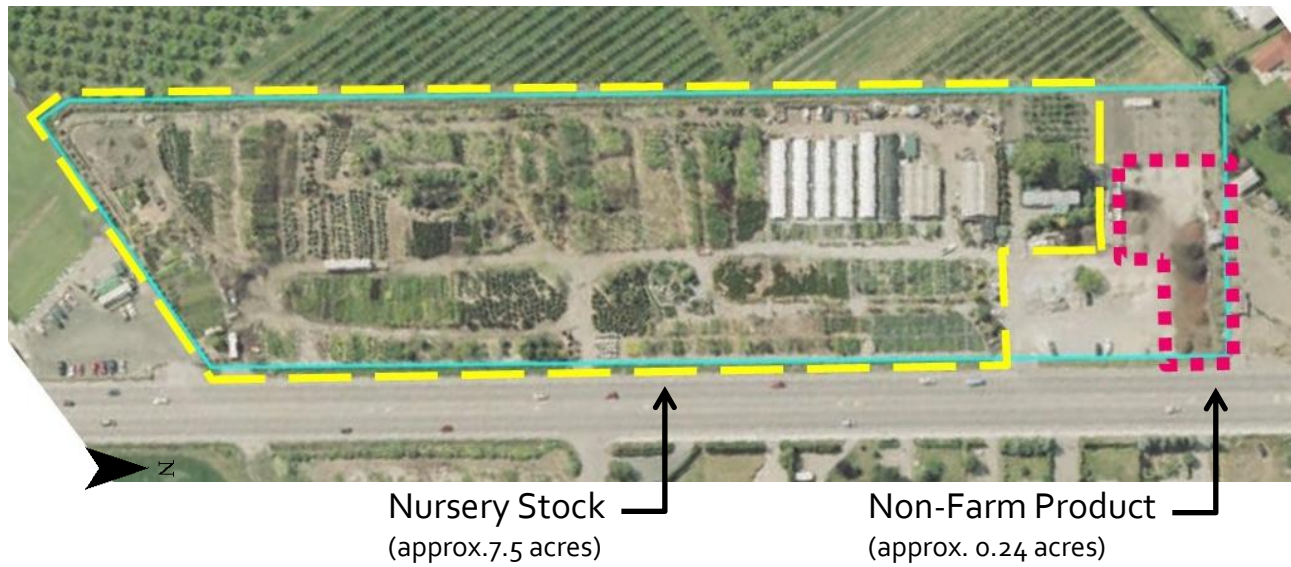 N
Nursery Stock
(approx.7.5 acres)
Non-Farm Product
(approx. 0.24 acres)